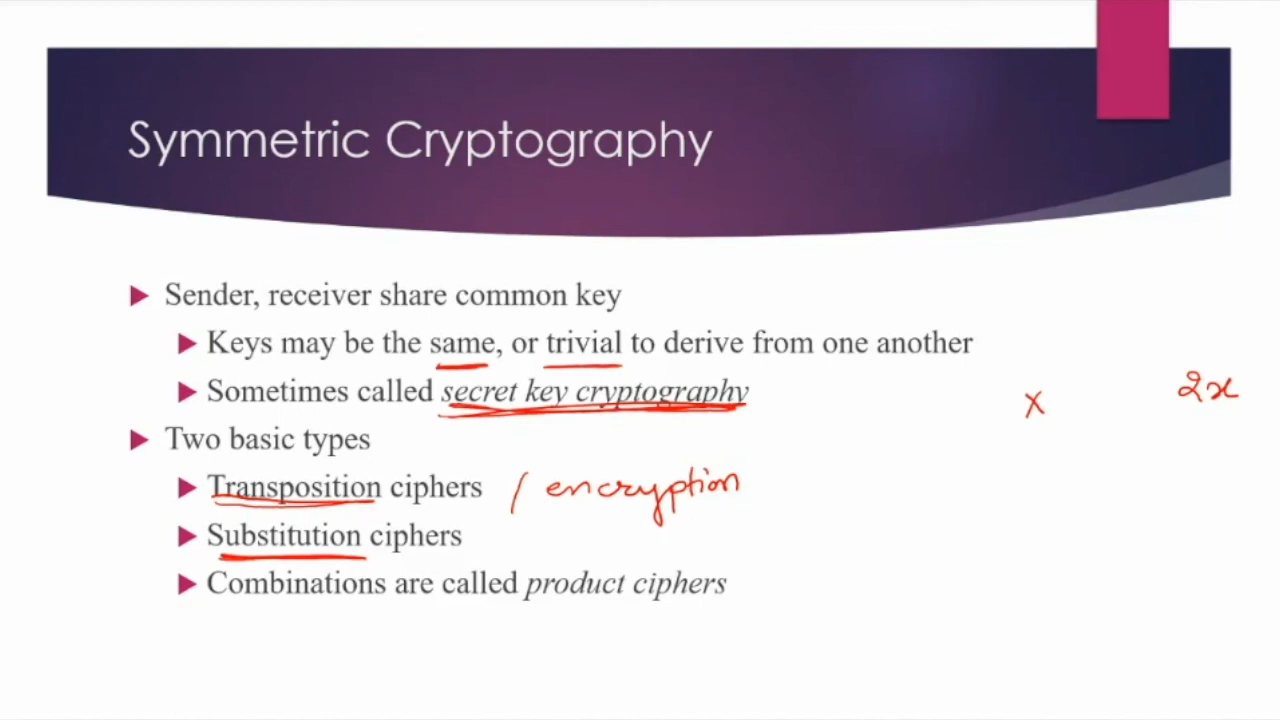 Symmetric Cryptography
Sender, receiver share common key
Keys may be the same, or trivial to derive from one another
Sometimes called secret key cryptography
x 2x
Two basic types
Transposition ciphers / encryption
Substitution ciphers
Combinations are called product ciphers